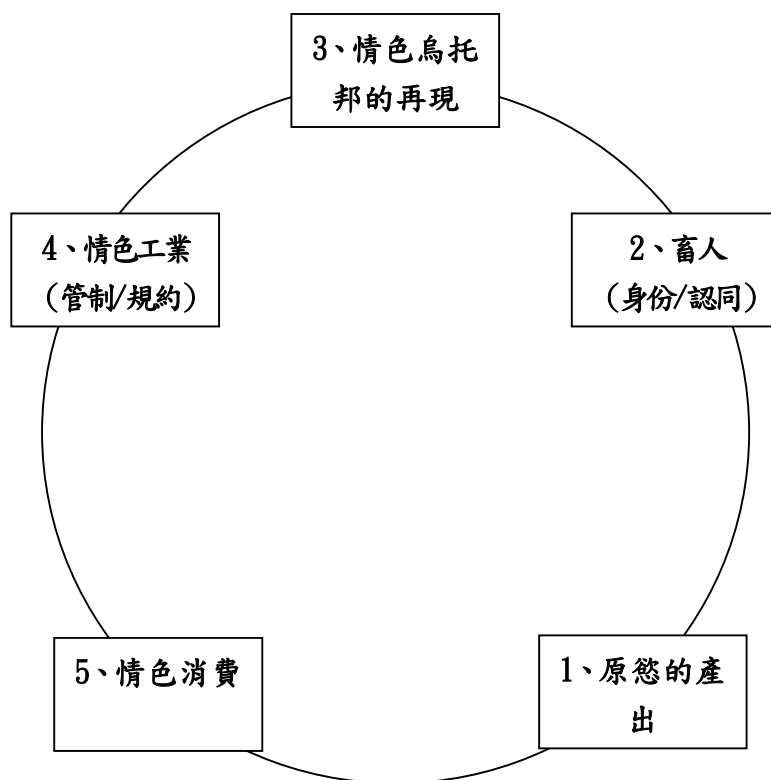 3、情色烏托
邦的再現
4、情色工業
（管制/規約）
2、畜人
（身份/認同）
5、情色消費
1、原慾的產
出